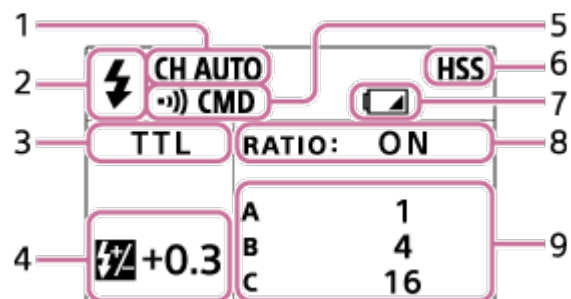 1
5
CH AUTO
HSS
6
2
CMD
7
3
TTL
RATIO: ON
8
A 1
4
+0.3
B 4
9
C 16